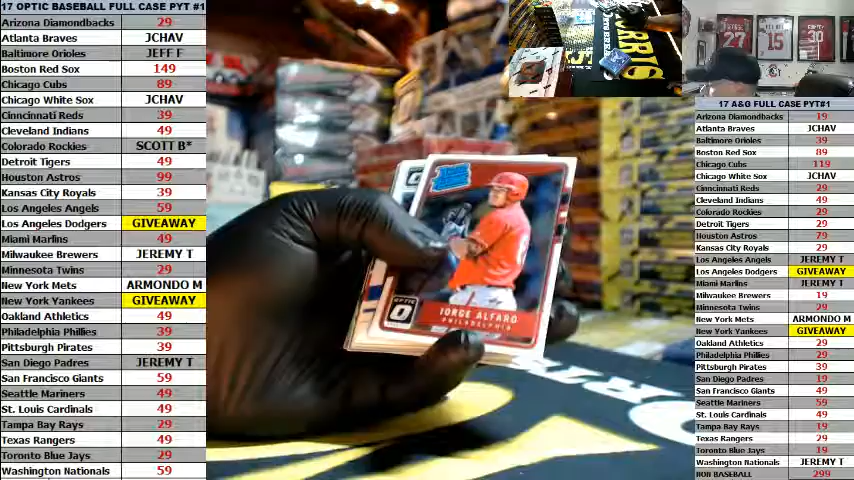 17 OPTIC BASEBALL FULL CASE PYT #1
Arizona Diamondbacks 29
Atlanta Braves JCHAV
Baltimore Orioles JEFF F
Boston Red Sox 149
Chicago Cubs 89
Chicago White Sox JCHAV
Cinncinati Reds 39
Cleveland Indians 49
Colorado Rockies SCOTT B*
Detroit Tigers 49
Houston Astros 99
Kansas City Royals 39
Los Angeles Angels 59
Los Angeles Dodgers GIVEAWAY
Miami Marlins 49
Milwaukee Brewers JEREMY T
Minnesota Twins 29
New York Mets ARMONDO M
New York Yankees GIVEAWAY
Oakland Athletics 49
Philadelphia Phillies 39
Pittsburgh Pirates 39
San Diego Padres JEREMY T
San Francisco Giants 59
Seattle Mariners 49
St. Louis Cardinals 49
Tampa Bay Rays 29
Texas Rangers 49
Toronto Blue Jays 29
Washington Nationals 59
OPTIC
JORGE ALFARO
PHILADELPHIA
27
15
30
17 A&G FULL CASE PYT#1
Arizona Diamondbacks 19
Atlanta Braves JCHAV
Baltimore Orioles 39
Boston Red Sox 89
Chicago Cubs 119
Chicago White Sox JCHAV
Cinncinati Reds 29
Cleveland Indians 49
Colorado Rockies 29
Detroit Tigers 29
Houston Astros 79
Kansas City Royals 29
Los Angeles Angels JEREMY T
Los Angeles Dodgers GIVEAWAY
Miami Marlins JEREMY T
Milwaukee Brewers 19
Minnesota Twins 29
New York Mets ARMONDO M
New York Yankees GIVEAWAY
Oakland Athletics 29
Philadelphia Phillies 29
Pittsburgh Pirates 39
San Diego Padres 19
San Francisco Giants 49
Seattle Mariners 59
St. Louis Cardinals 49
Tampa Bay Rays 19
Texas Rangers 29
Toronto Blue Jays 19
Washington Nationals JEREMY T
NON BASEBALL 299